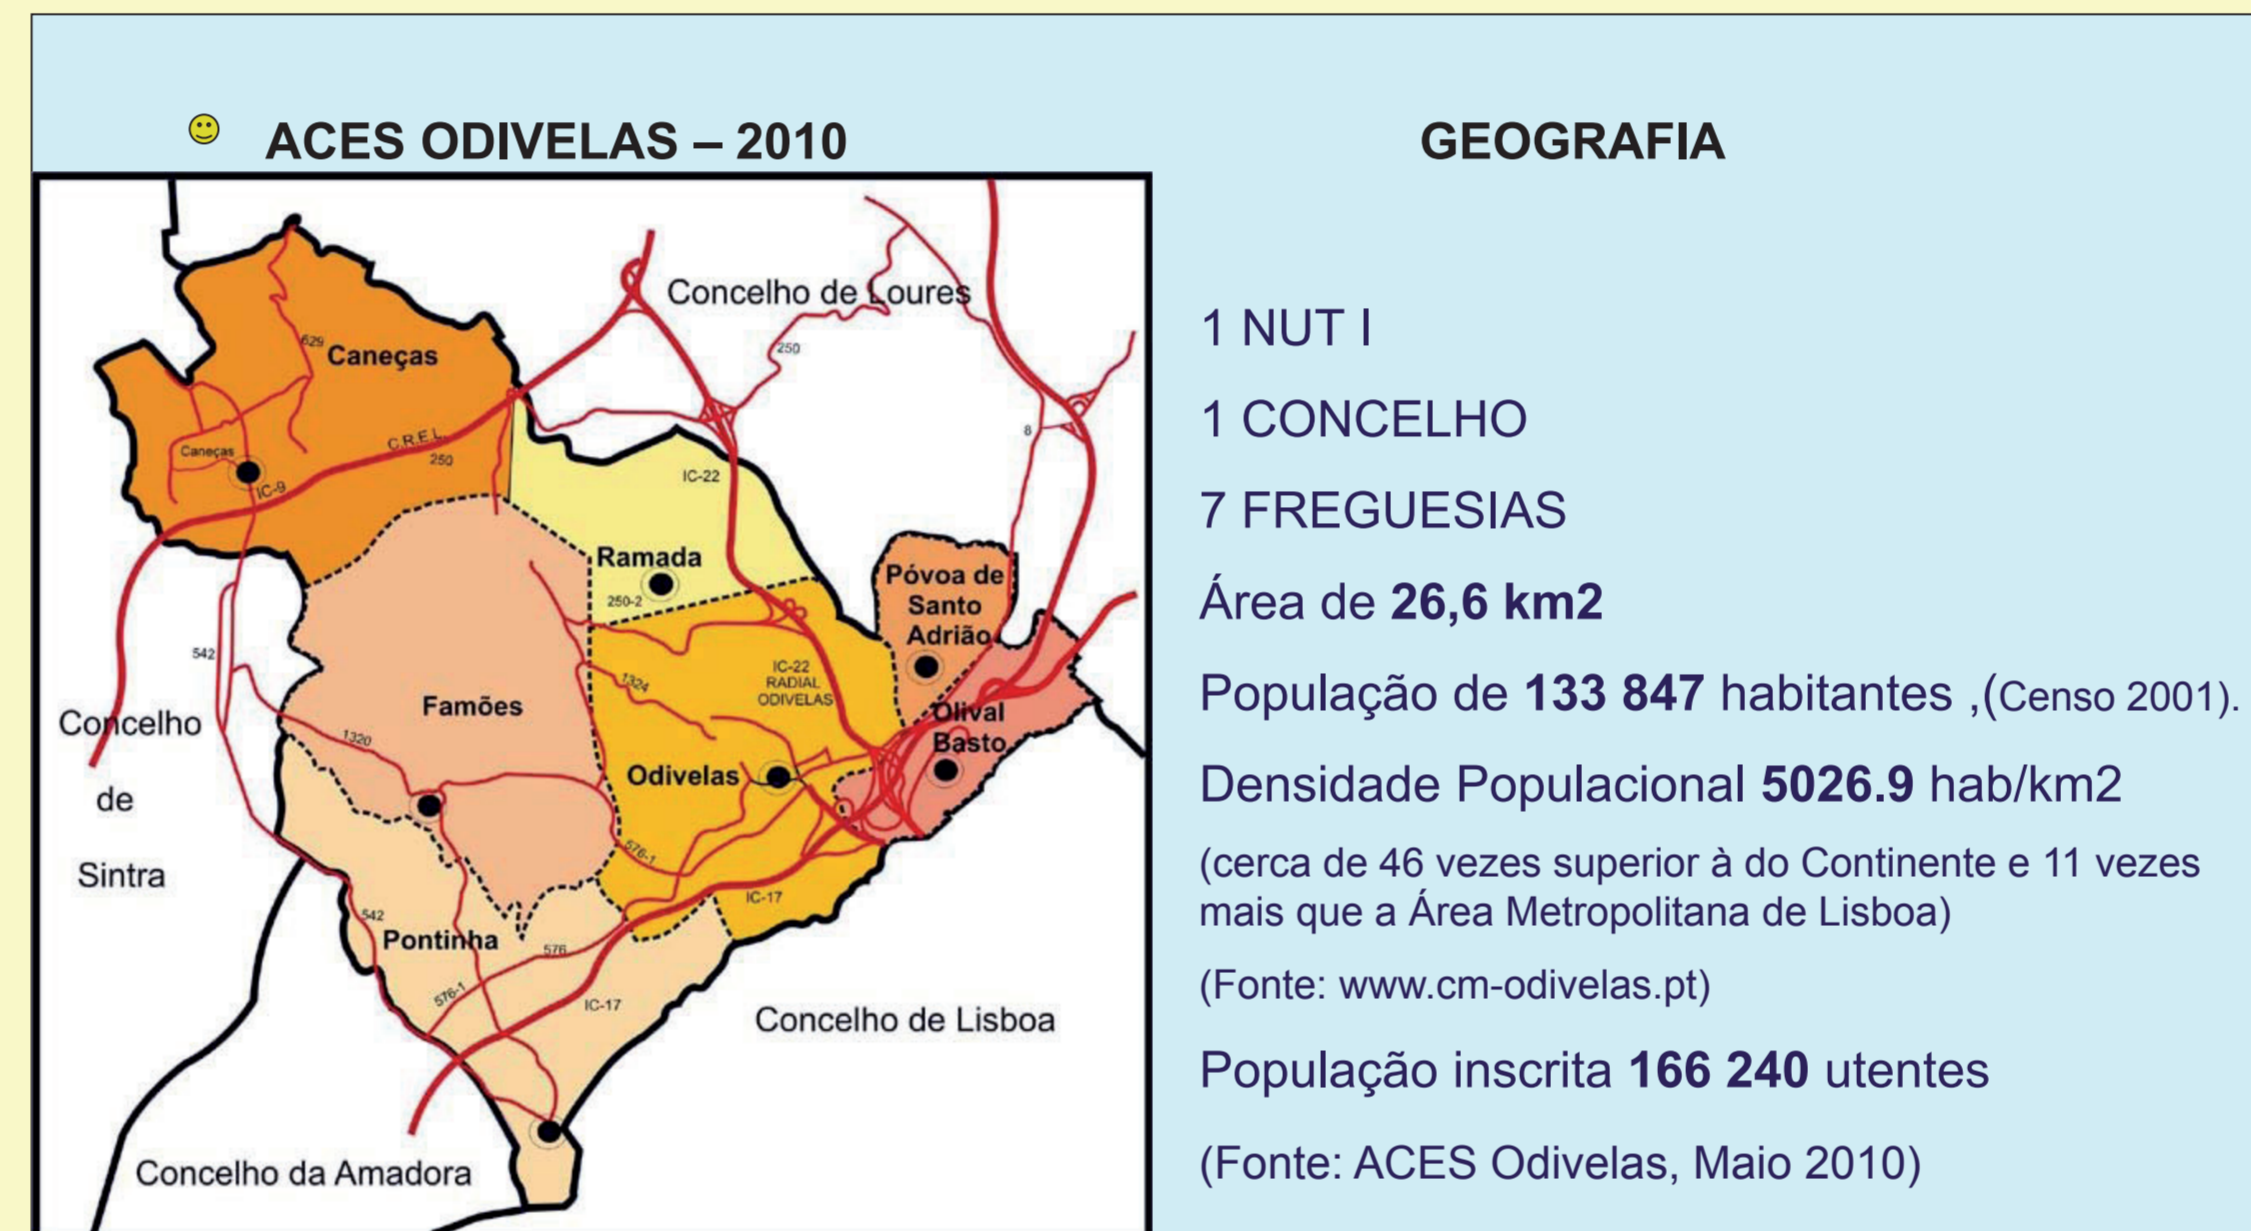 ACES ODIVELAS – 2010
GEOGRAFIA
Concelho de Loures
629
Caneças
250
Caneças
C.R.E.L.
250
8
IC-9
IC-22
Ramada
250-2
Póvoa de
Santo
Adrião
542
1324
IC-22
RADIAL
ODIVELAS
Famões
Olival
Basto
Concelho
de
Sintra
1320
Odivelas
576-1
IC-17
542
Pontinha
576
576-1
IC-17
Concelho de Lisboa
Concelho da Amadora
1 NUT I
1 CONCELHO
7 FREGUESIAS
Área de 26,6 km2
População de 133 847 habitantes ,(Censo 2001).
Densidade Populacional 5026.9 hab/km2
(cerca de 46 vezes superior à do Continente e 11 vezes
mais que a Área Metropolitana de Lisboa)
(Fonte: www.cm-odivelas.pt)
População inscrita 166 240 utentes
(Fonte: ACES Odivelas, Maio 2010)